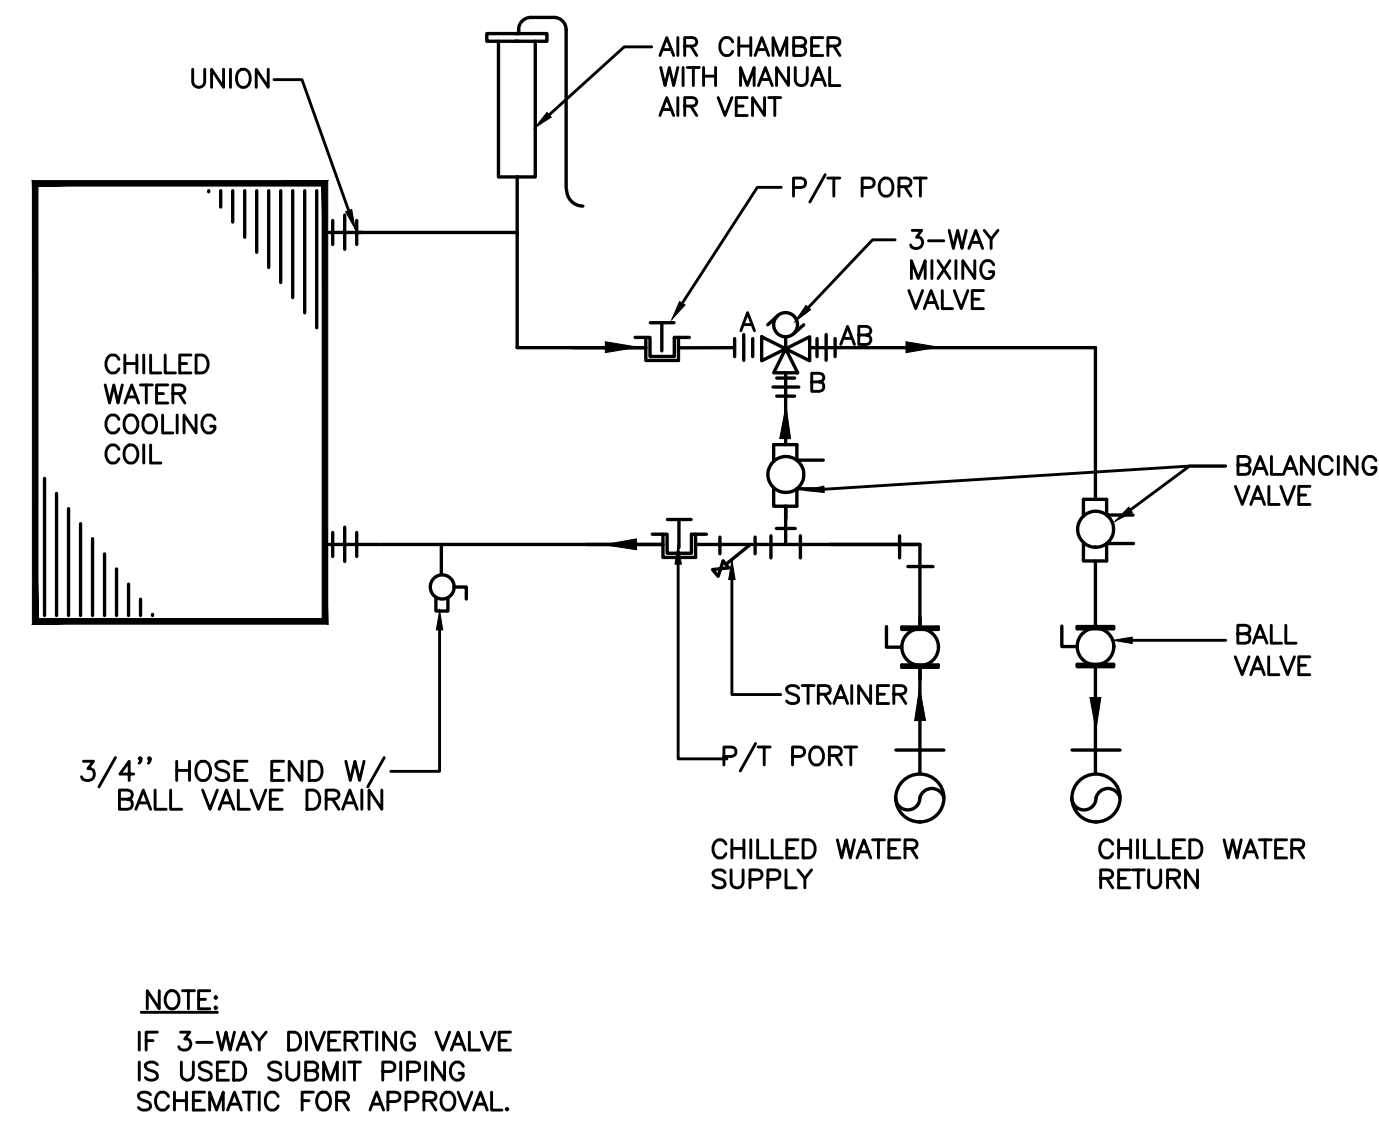 AIR CHAMBER
WITH MANUAL
AIR VENT
UNION
P/T PORT
3-WAY
MIXING
VALVE
A
AB
B
CHILLED
WATER
COOLING
COIL
BALANCING
VALVE
BALL
VALVE
STRAINER
P/T PORT
3/4" HOSE END W/
BALL VALVE DRAIN
CHILLED WATER
SUPPLY
CHILLED WATER
RETURN
NOTE:
IF 3-WAY DIVERTING VALVE
IS USED SUBMIT PIPING
SCHEMATIC FOR APPROVAL.